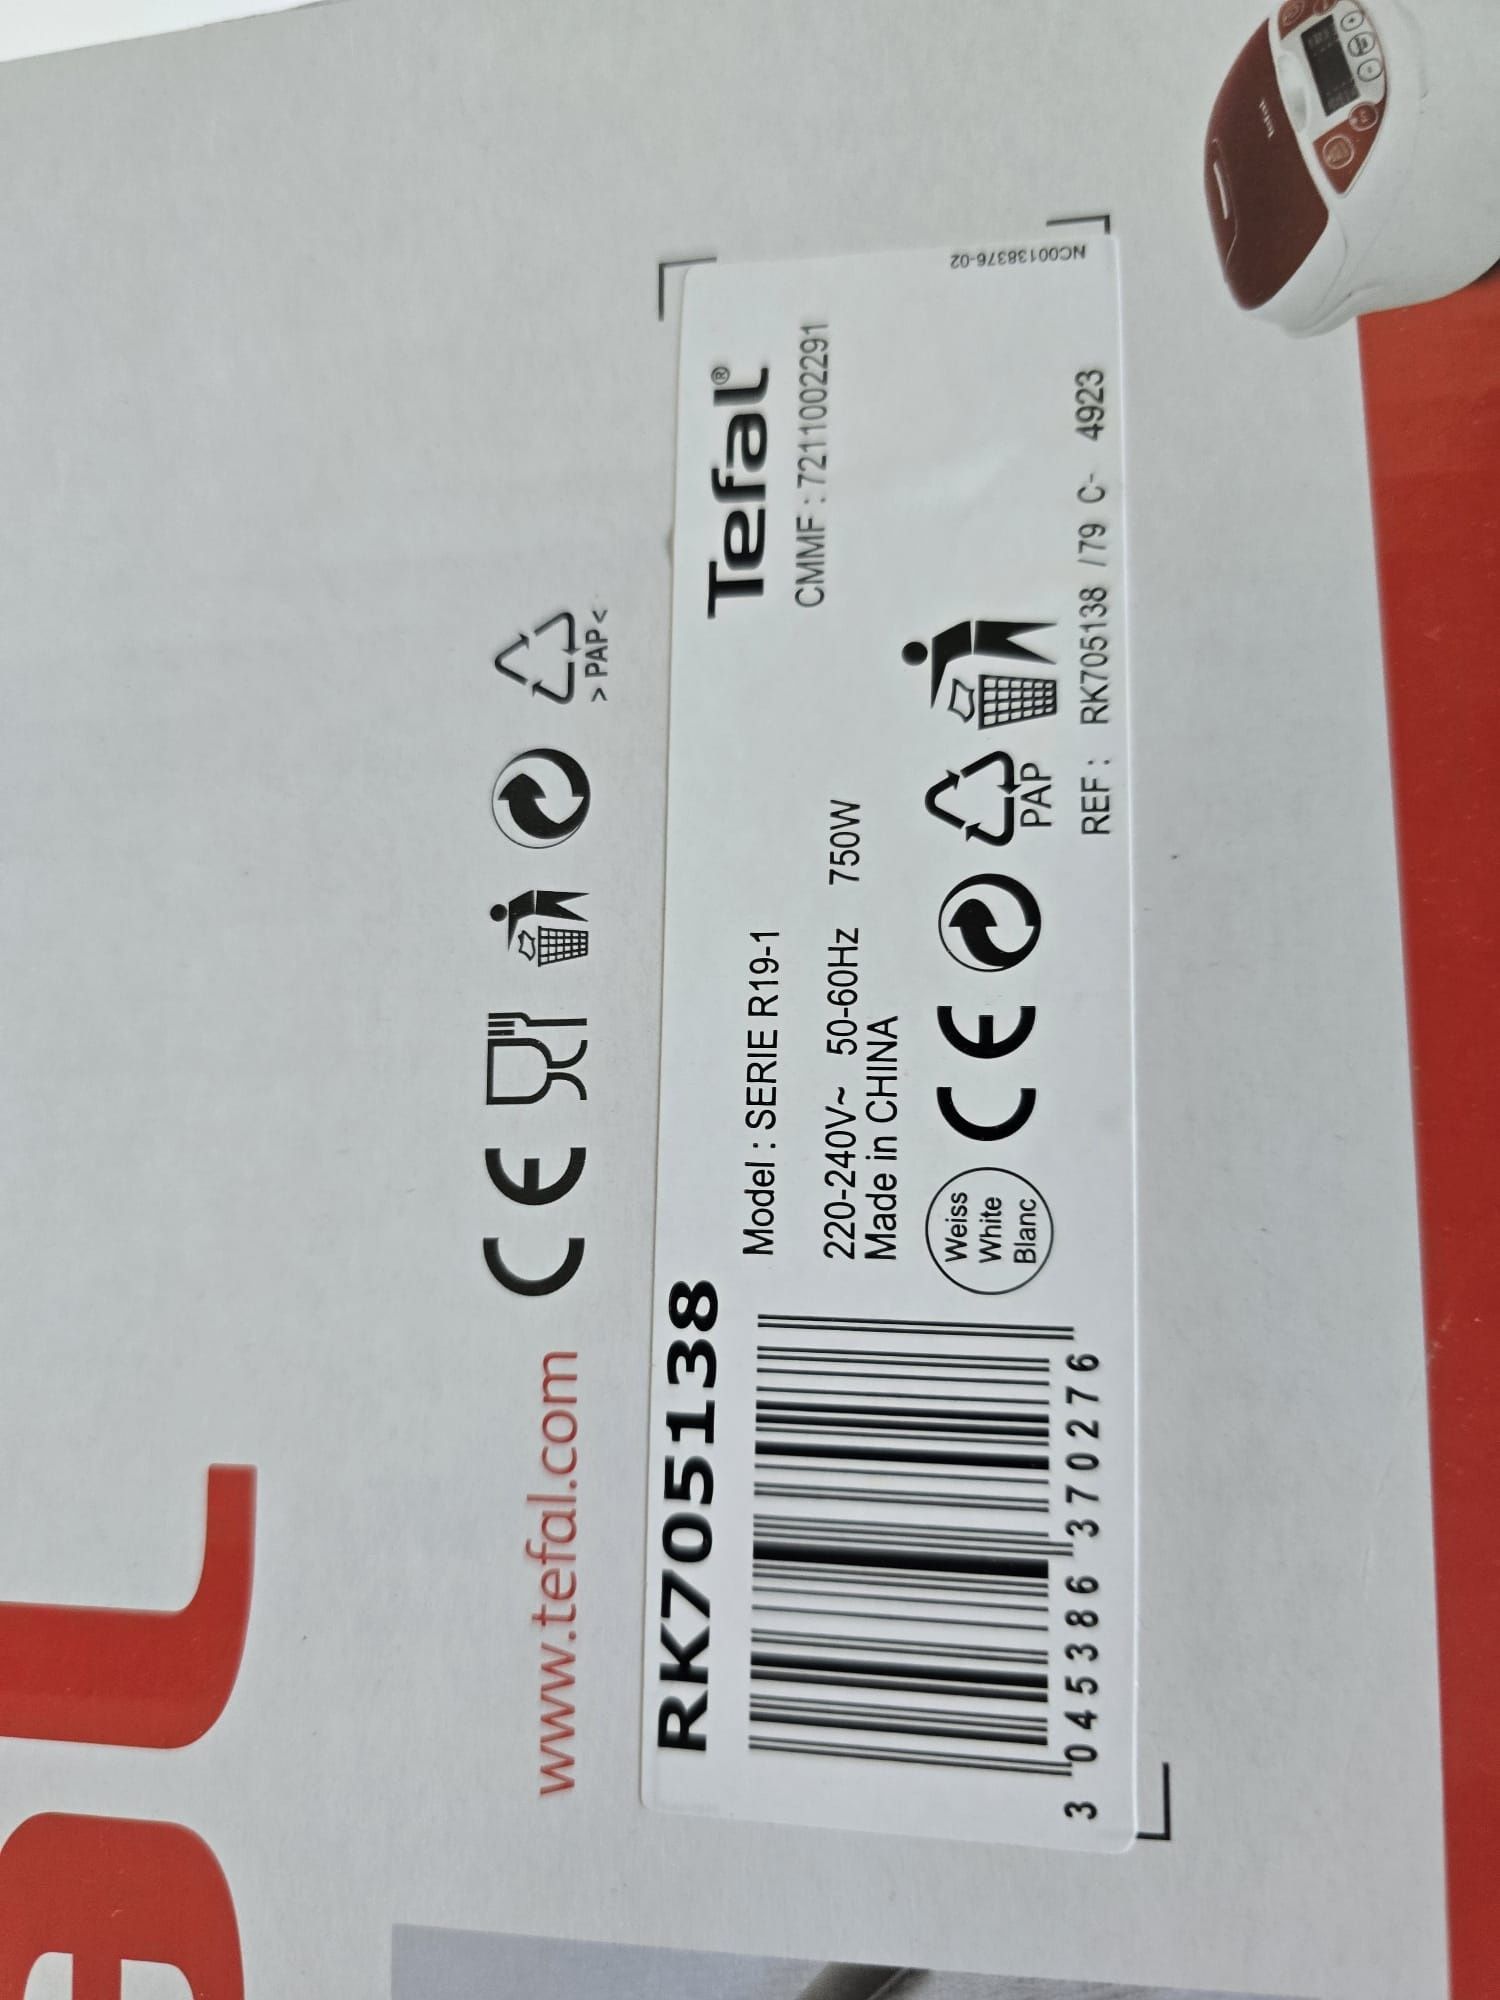 www.tefal.com
> PAP <
RK705138
Tefal®
Model : SERIE R19-1
CMMF : 7211002291
220-240V~ 50-60Hz 750W
Made in CHINA
Weiss
White
Blanc
PAP
3 045386 370276
REF : RK705138 /79 C- 4923
NC00138376-02
Tefal